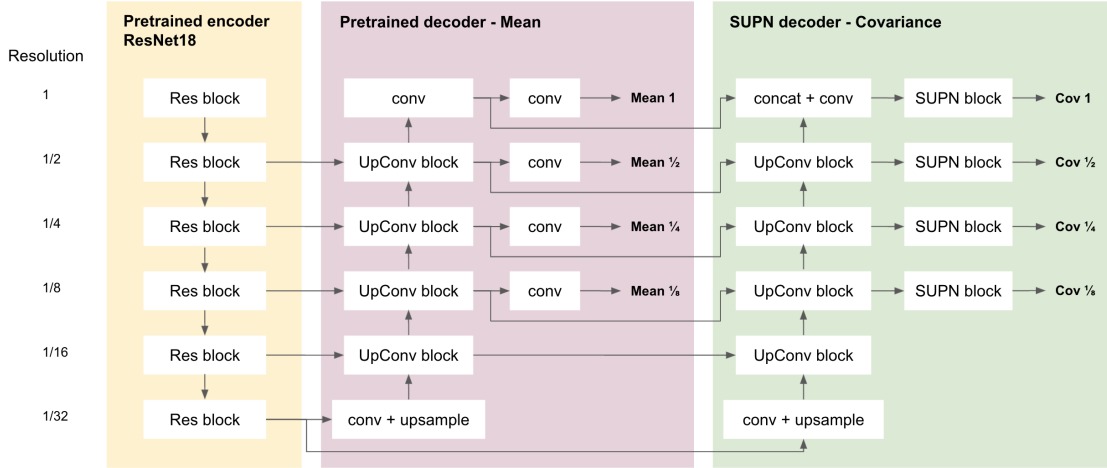 Pretrained encoder
ResNet18
Pretrained decoder - Mean
SUPN decoder - Covariance
Resolution
1
Res block
conv
conv
Mean 1
concat + conv
SUPN block
Cov 1
1/2
Res block
UpConv block
conv
Mean ½
UpConv block
SUPN block
Cov ½
1/4
Res block
UpConv block
conv
Mean ¼
UpConv block
SUPN block
Cov ¼
1/8
Res block
UpConv block
conv
Mean ⅛
UpConv block
SUPN block
Cov ⅛
1/16
Res block
UpConv block
UpConv block
1/32
Res block
conv + upsample
conv + upsample